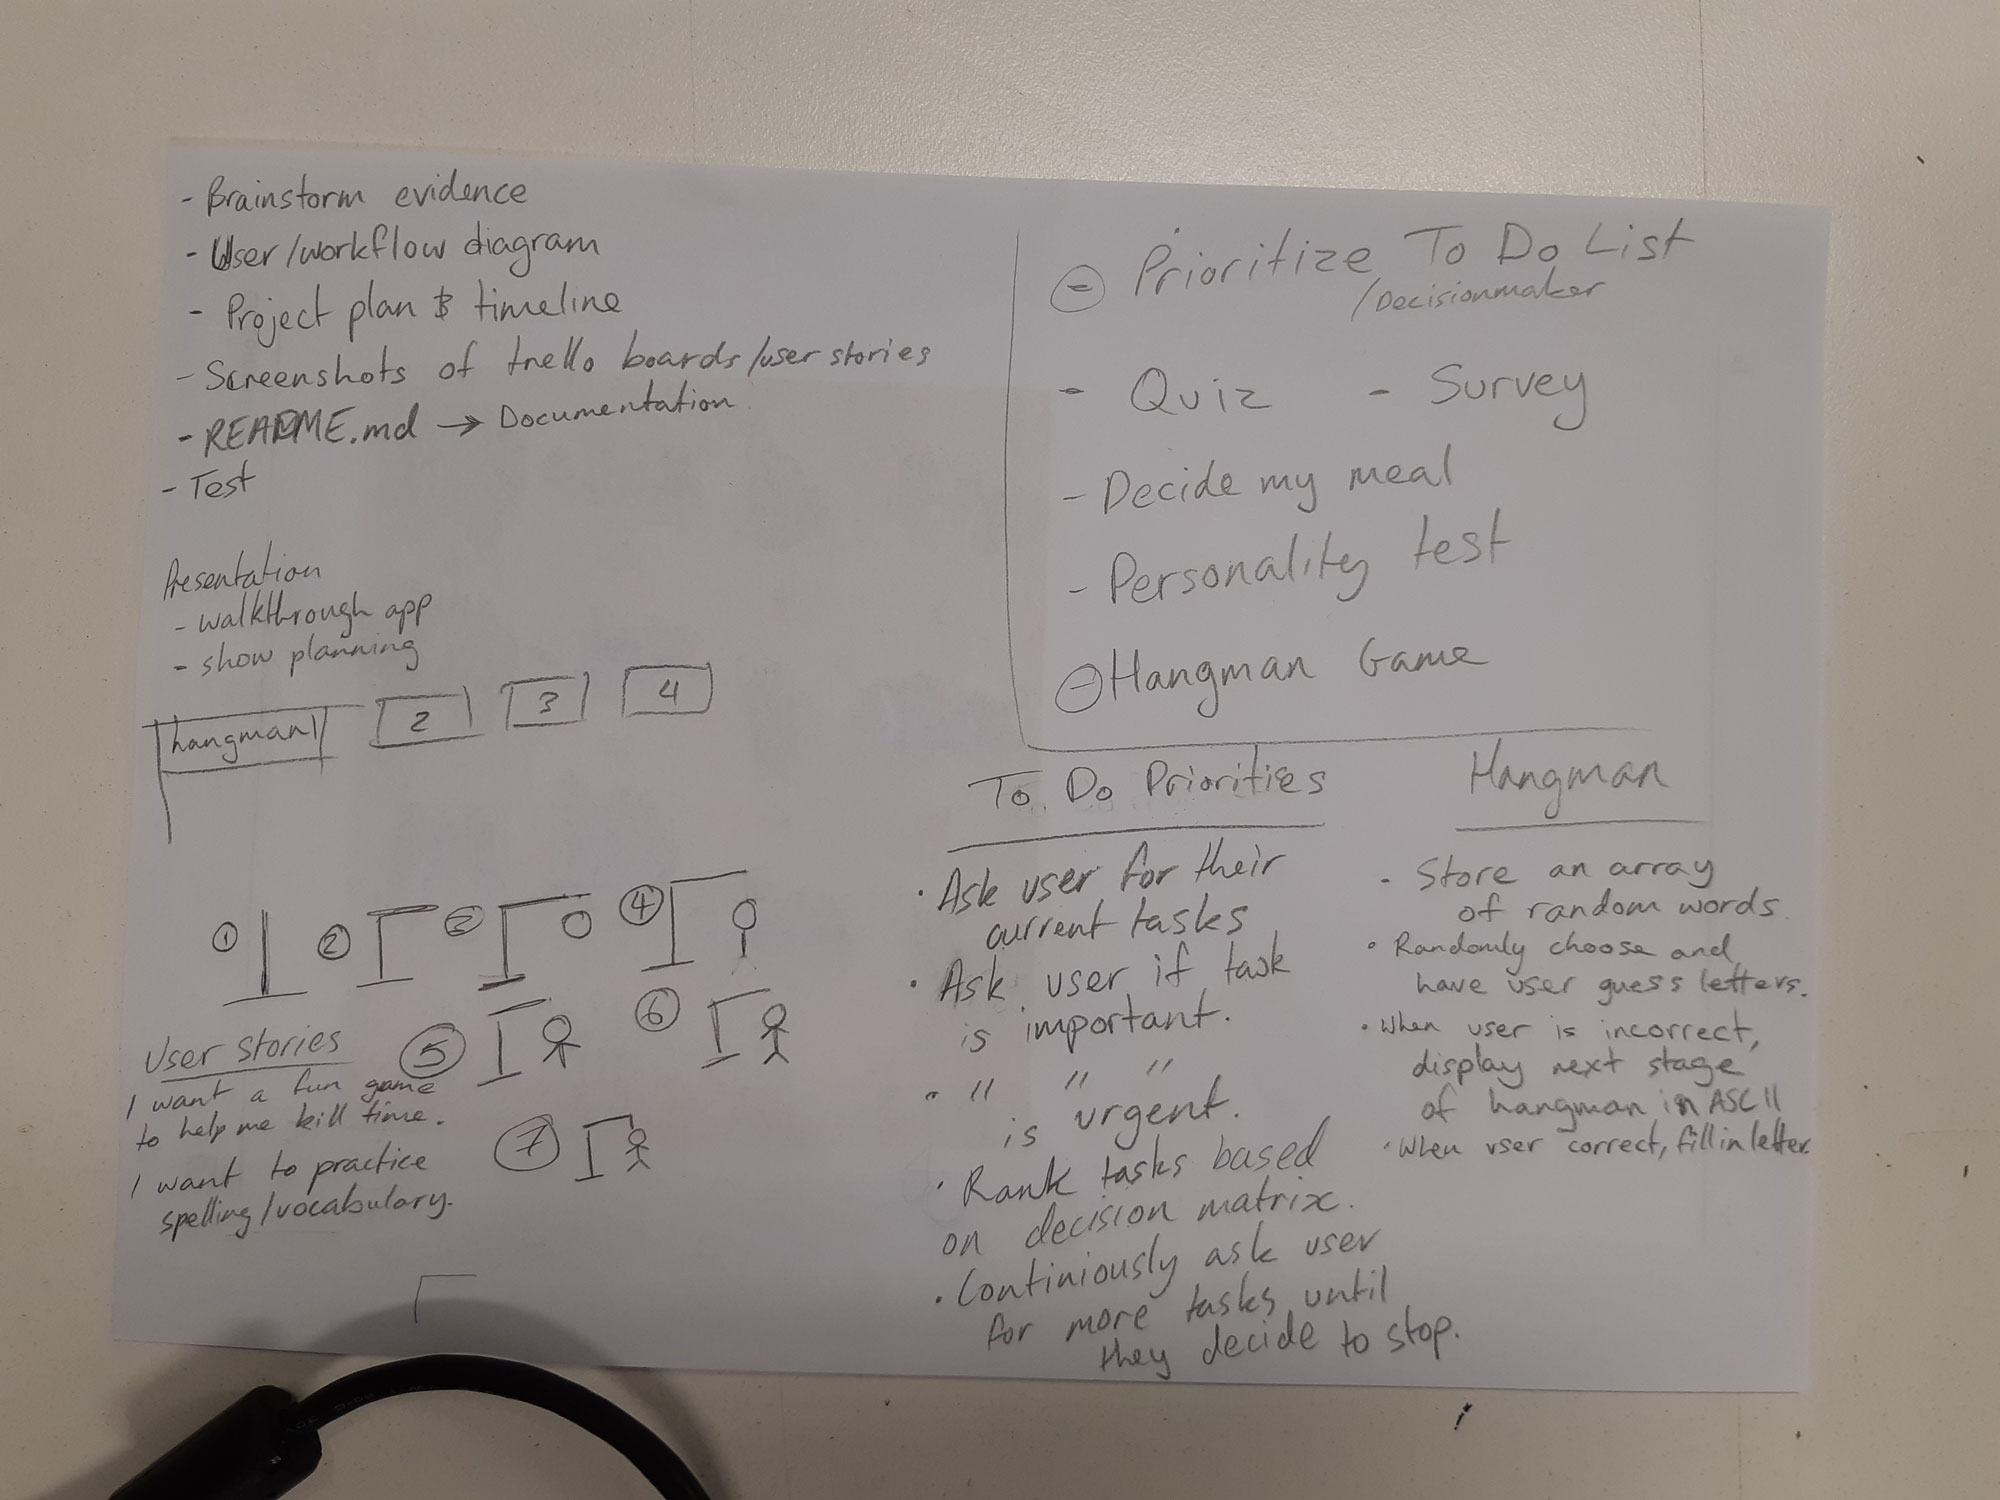 - Brainstorm evidence
- User/workflow diagram
- Project plan & timeline
- Screenshots of trello boards/user stories
- README.md → Documentation
- Test
Presentation
- walkthrough app
- show planning
hangman 1
2
3
4
1
2
3
4
5
6
7
User stories
I want a fun game
to help me kill time.
I want to practice
spelling/vocabulary.
- Prioritize To Do List
/Decisionmaker
- Quiz - Survey
- Decide my meal
- Personality test
- Hangman Game
To Do Priorities
· Ask user for their
current tasks
· Ask user if task
is important.
· " " "
is urgent.
· Rank tasks based
on decision matrix.
· Continiously ask user
for more tasks until
they decide to stop.
Hangman
- Store an array
of random words.
· Randomly choose and
have user guess letters.
· When user is incorrect,
display next stage
of hangman in ASCII
· When user correct, fill in letter